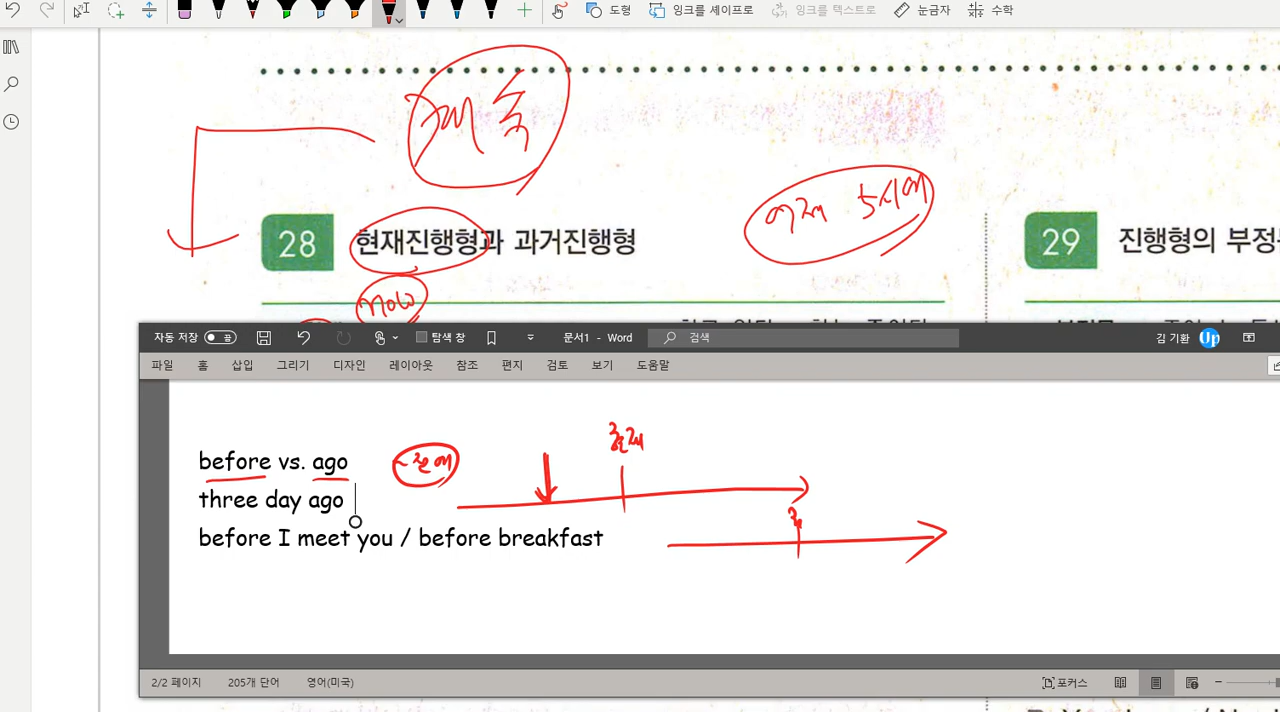 도형
잉크를 셰이프로
잉크를 텍스트로
눈금자
수학
계속
어제 5시에
28 현재진행형과 과거진행형
29 진행형의 부정
now
자동 저장 끔
탐색 창
문서1 - Word
검색
김 기환
Up
파일 홈 삽입 그리기 디자인 레이아웃 참조 편지 검토 보기 도움말
현재
before vs. ago ~전에
three day ago
before I meet you / before breakfast
2/2 페이지 205개 단어 영어(미국) 포커스